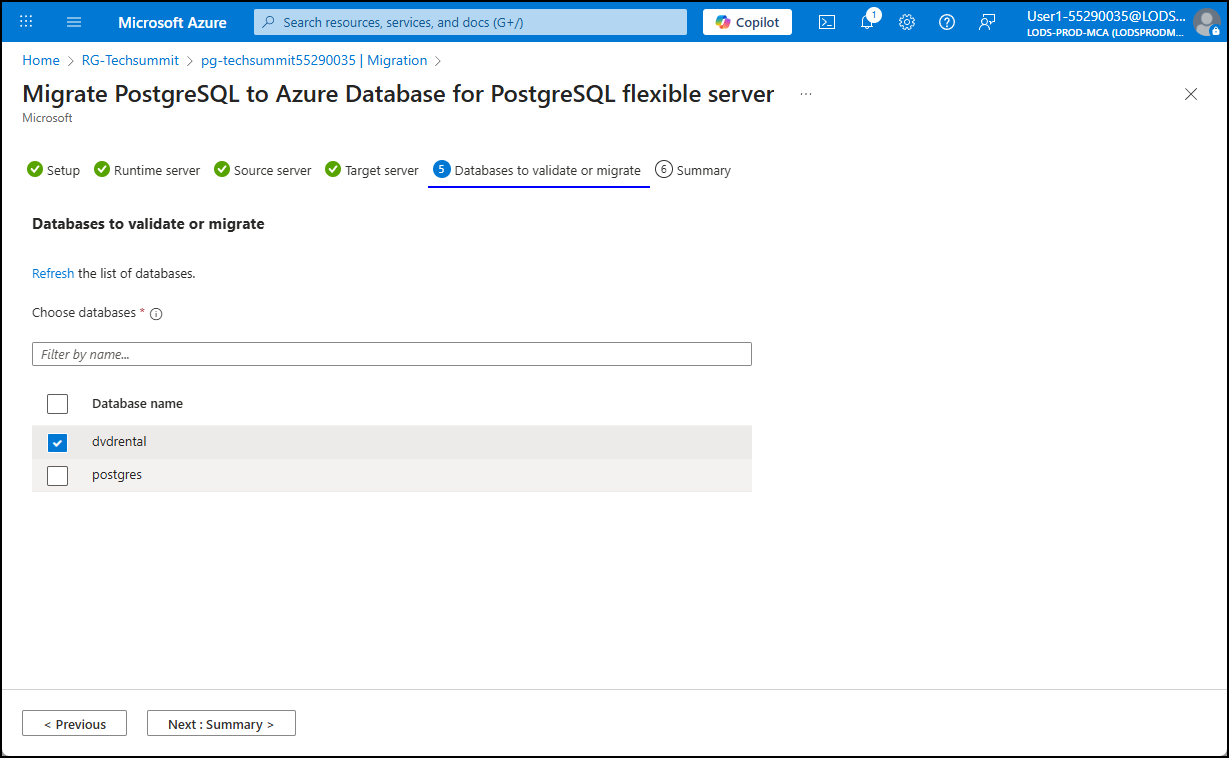 Microsoft Azure
Search resources, services, and docs (G+/)
Copilot
1
User1-55290035@LODS...
LODS-PROD-MCA (LODSPRODM...
Home > RG-Techsummit > pg-techsummit55290035 | Migration >
Migrate PostgreSQL to Azure Database for PostgreSQL flexible server ...
Microsoft
Setup
Runtime server
Source server
Target server
5 Databases to validate or migrate
6 Summary
Databases to validate or migrate
Refresh the list of databases.
Choose databases *
Filter by name...
Database name
dvdrental
postgres
< Previous
Next : Summary >